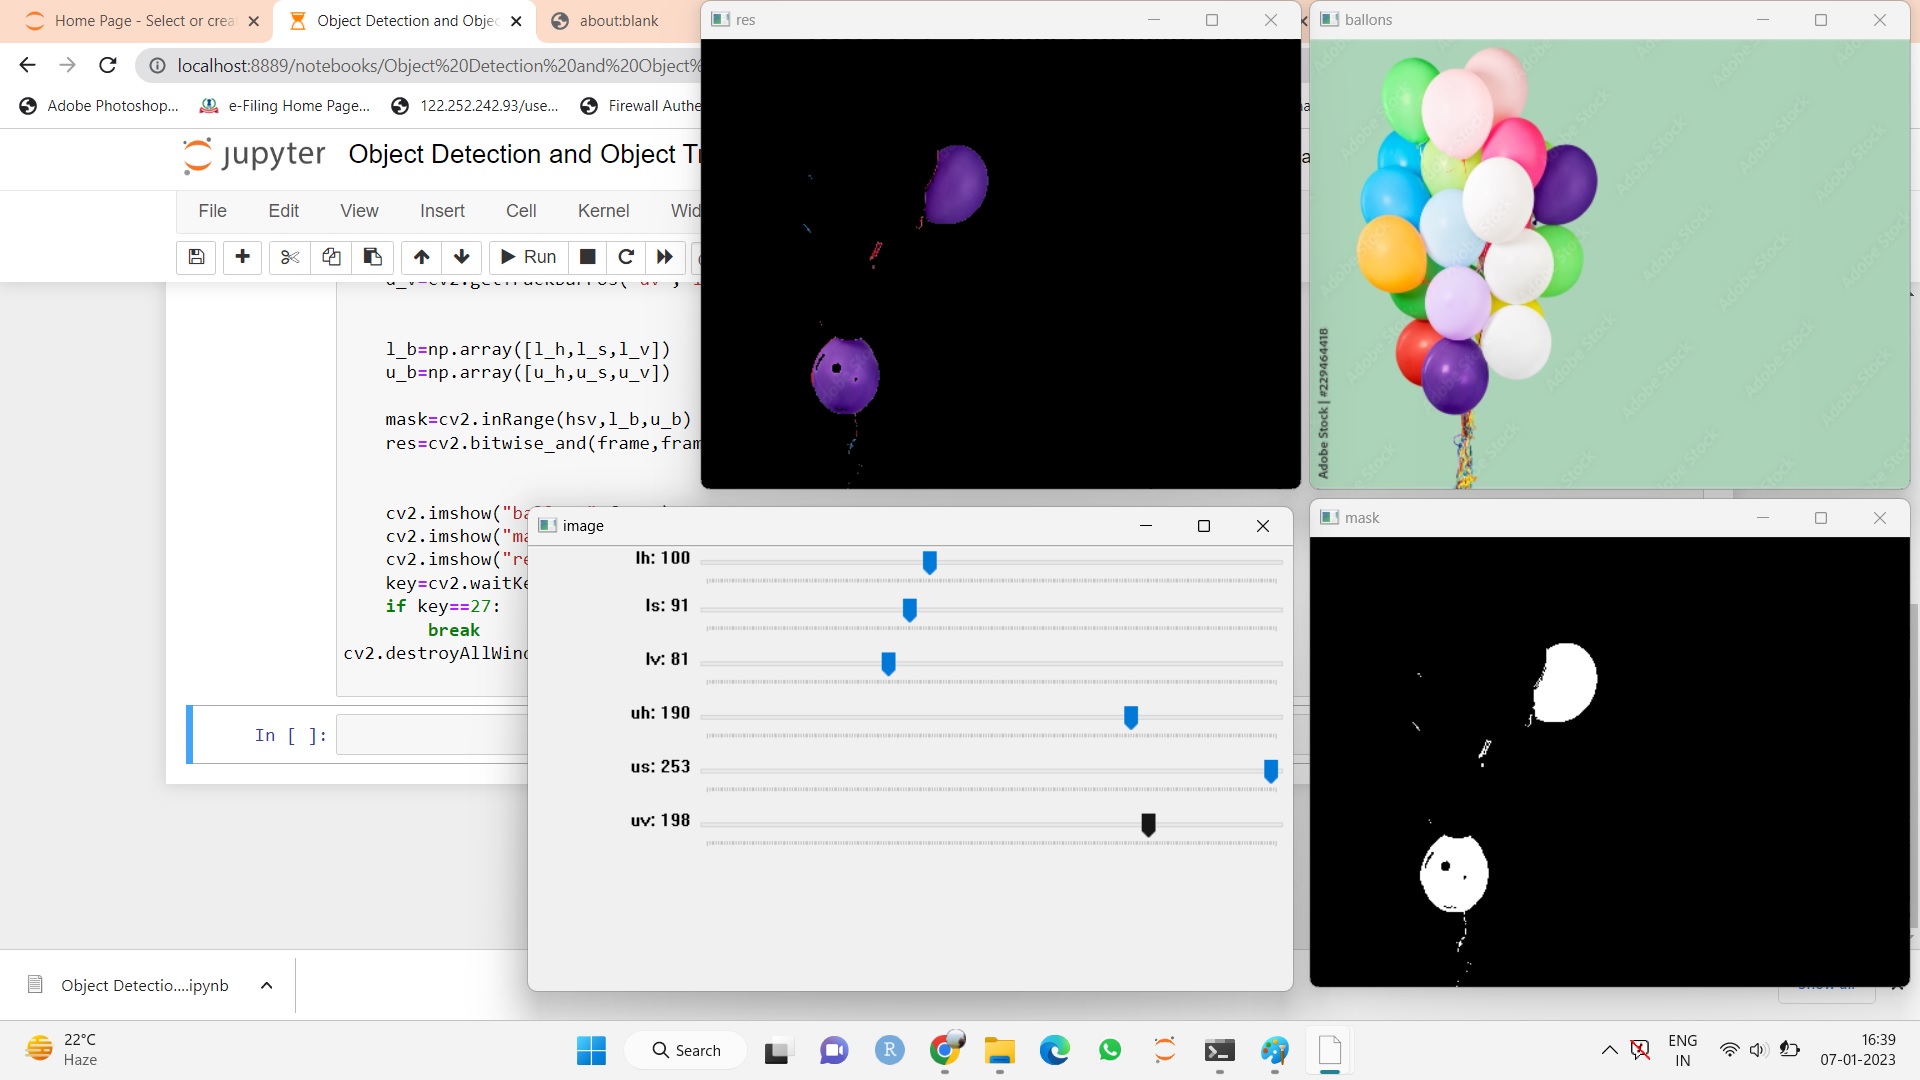 Home Page - Select or crea
Object Detection and Objec
about:blank
localhost:8889/notebooks/Object%20Detection%20and%20Object%
Adobe Photoshop...
e-Filing Home Page...
122.252.242.93/use...
Firewall Authe
jupyter
Object Detection and Object Tr
File
Edit
View
Insert
Cell
Kernel
Wid
Run
l_b=np.array([l_h,l_s,l_v])
u_b=np.array([u_h,u_s,u_v])
mask=cv2.inRange(hsv,l_b,u_b)
res=cv2.bitwise_and(frame,fram
cv2.imshow("ba
cv2.imshow("ma
cv2.imshow("re
key=cv2.waitKe
if key==27:
break
cv2.destroyAllWind
In [ ]:
res
ballons
Adobe Stock | #229464418
Adobe Stock
image
lh: 100
ls: 91
lv: 81
uh: 190
us: 253
uv: 198
mask
Object Detectio....ipynb
22°C
Haze
Search
ENG
IN
16:39
07-01-2023